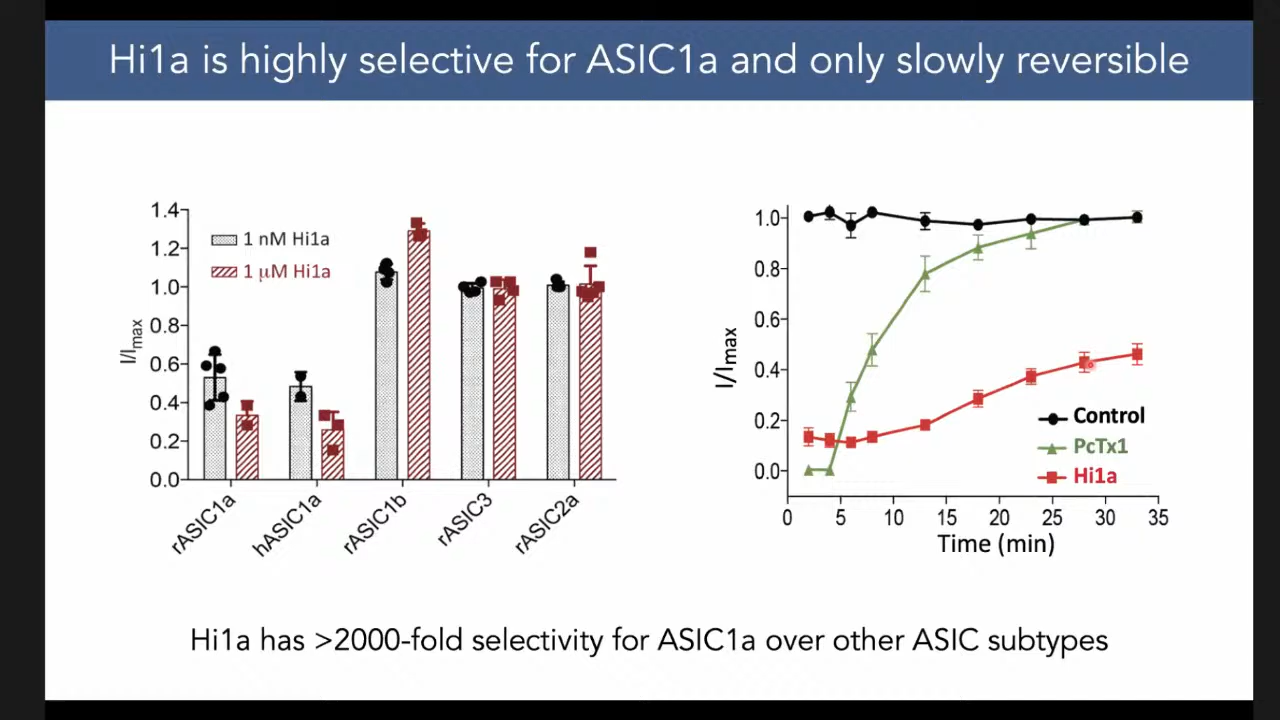 Hi1a is highly selective for ASIC1a and only slowly reversible
1.4
1.2
1.0
0.8
0.6
0.4
0.2
0.0
I/Imax
1 nM Hi1a
1 μM Hi1a
rASIC1a
hASIC1a
rASIC1b
rASIC3
rASIC2a
1.0
0.8
0.6
0.4
0.2
0.0
I/Imax
Control
PcTx1
Hi1a
0 5 10 15 20 25 30 35
Time (min)
Hi1a has >2000-fold selectivity for ASIC1a over other ASIC subtypes